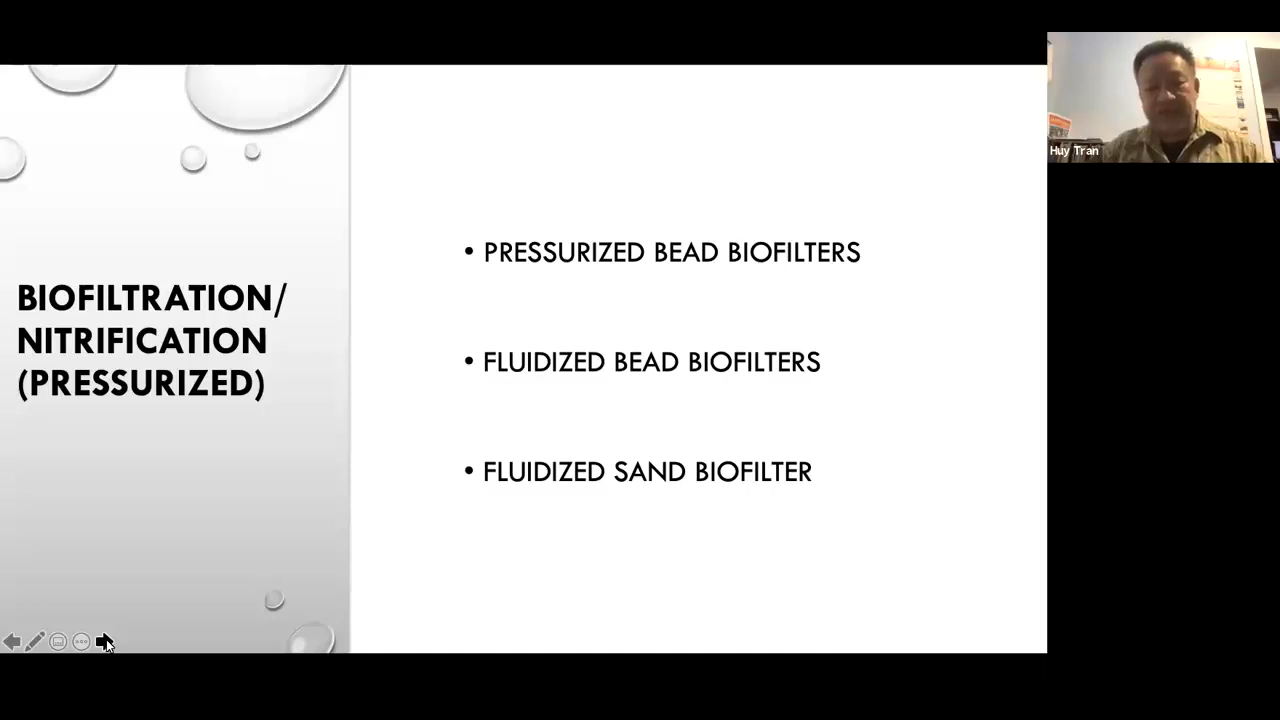 BIOFILTRATION/
NITRIFICATION
(PRESSURIZED)
• PRESSURIZED BEAD BIOFILTERS
• FLUIDIZED BEAD BIOFILTERS
• FLUIDIZED SAND BIOFILTER
Huy Tran